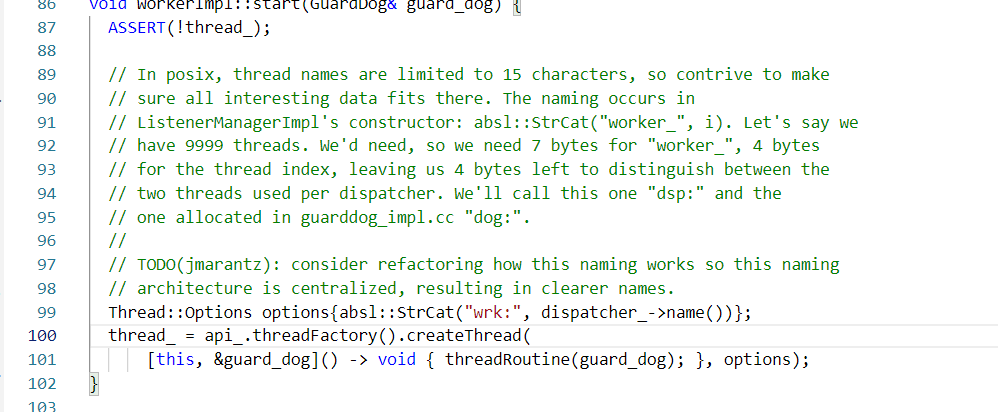 86 void WorkerImpl::start(GuardDog& guard_dog) {
87 ASSERT(!thread_);
88
89 // In posix, thread names are limited to 15 characters, so contrive to make
90 // sure all interesting data fits there. The naming occurs in
91 // ListenerManagerImpl's constructor: absl::StrCat("worker_", i). Let's say we
92 // have 9999 threads. We'd need, so we need 7 bytes for "worker_", 4 bytes
93 // for the thread index, leaving us 4 bytes left to distinguish between the
94 // two threads used per dispatcher. We'll call this one "dsp:" and the
95 // one allocated in guarddog_impl.cc "dog:".
96 //
97 // TODO(jmarantz): consider refactoring how this naming works so this naming
98 // architecture is centralized, resulting in clearer names.
99 Thread::Options options{absl::StrCat("wrk:", dispatcher_->name())};
100 thread_ = api_.threadFactory().createThread(
101 [this, &guard_dog]() -> void { threadRoutine(guard_dog); }, options);
102 }
103